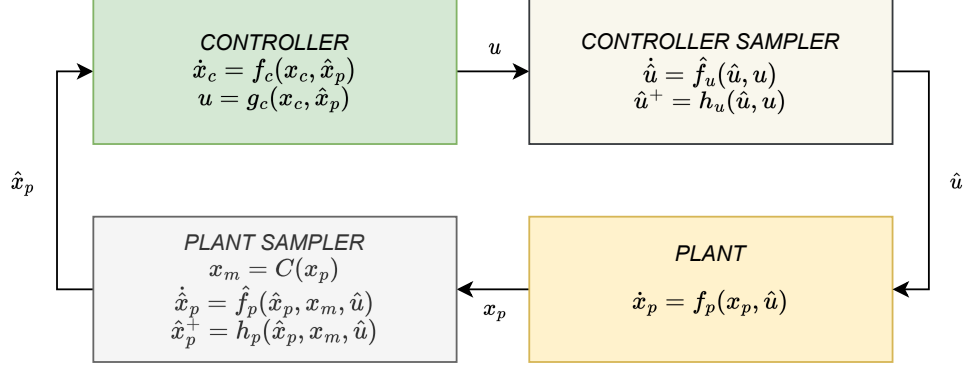 CONTROLLER
ẋ_c = f_c(x_c, x̂_p)
u = g_c(x_c, x̂_p)
u
CONTROLLER SAMPLER
û̇ = f̂_u(û, u)
û⁺ = h_u(û, u)
x̂_p
û
PLANT SAMPLER
x_m = C(x_p)
x̂̇_p = f̂_p(x̂_p, x_m, û)
x̂_p⁺ = h_p(x̂_p, x_m, û)
x_p
PLANT
ẋ_p = f_p(x_p, û)